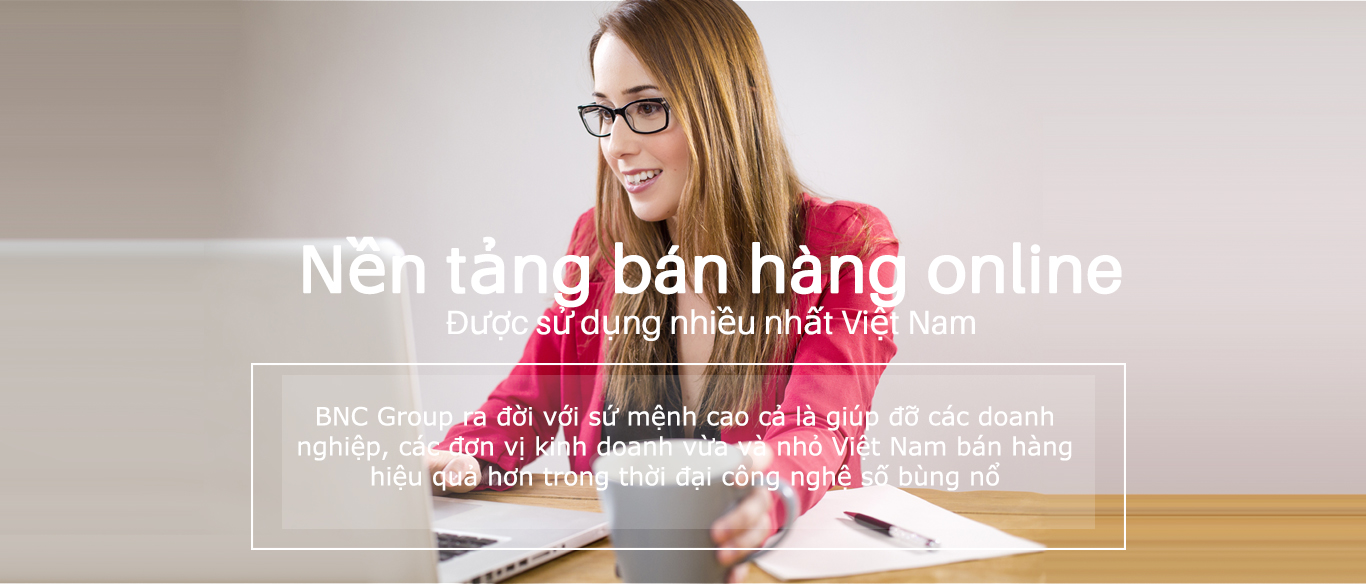 Nền tảng bán hàng online
Được sử dụng nhiều nhất Việt Nam
BNC Group ra đời với sứ mệnh cao cả là giúp đỡ các doanh
nghiệp, các đơn vị kinh doanh vừa và nhỏ Việt Nam bán hàng
hiệu quả hơn trong thời đại công nghệ số bùng nổ